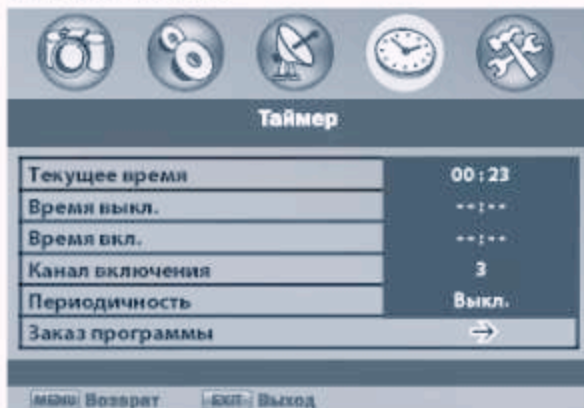 Таймер
Текущее время 00 : 23
Время выкл. --:--
Время вкл. --:--
Канал включения 3
Периодичность Выкл.
Заказ программы →
MENU Возврат EXIT Выход